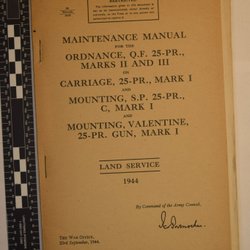 RESTRICTED
MAINTENANCE MANUAL
FOR THE
ORDNANCE, Q.F. 25-PR.,
MARKS II AND III
ON
CARRIAGE, 25-PR., MARK I
AND
MOUNTING, S.P. 25-PR.,
C, MARK I
AND
MOUNTING, VALENTINE,
25-PR. GUN, MARK I
LAND SERVICE
1944
By Command of the Army Council,
THE WAR OFFICE,
23rd September, 1944.